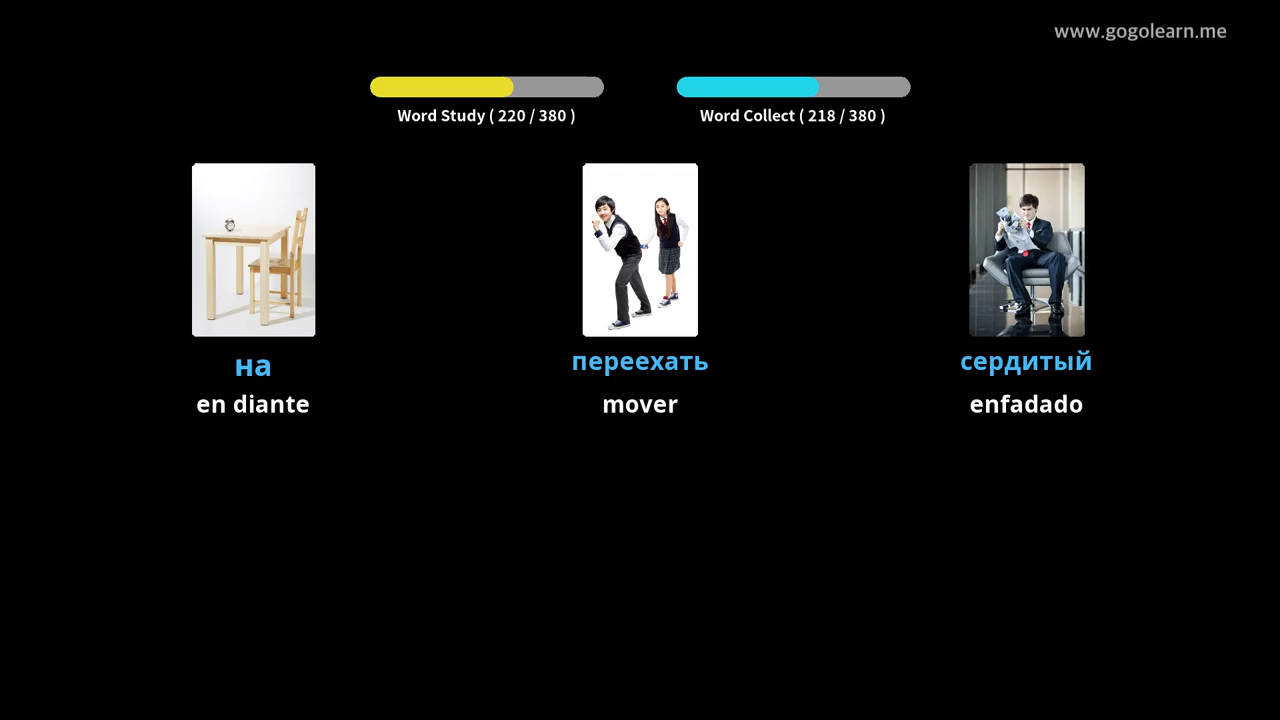 www.gogolearn.me
Word Study ( 220 / 380 )
Word Collect ( 218 / 380 )
на
переехать
сердитый
en diante
mover
enfadado